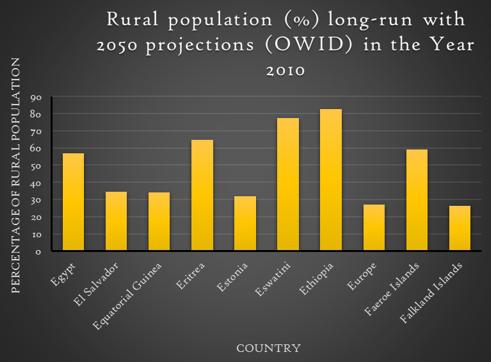 Rural population (%) long-run with
2050 projections (OWID) in the Year
2010
PERCENTAGE OF RURAL POPULATION
90
80
70
60
50
40
30
20
10
0
Egypt
El Salvador
Equatorial Guinea
Eritrea
Estonia
Eswatini
Ethiopia
Europe
Faeroe Islands
Falkland Islands
COUNTRY